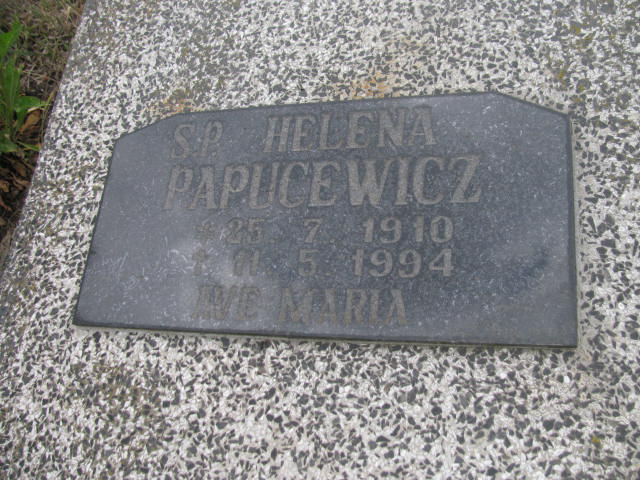 S.P. HELENA
PAPUCEWICZ
* 25. 7. 1910
† 11. 5. 1994
AVE MARIA